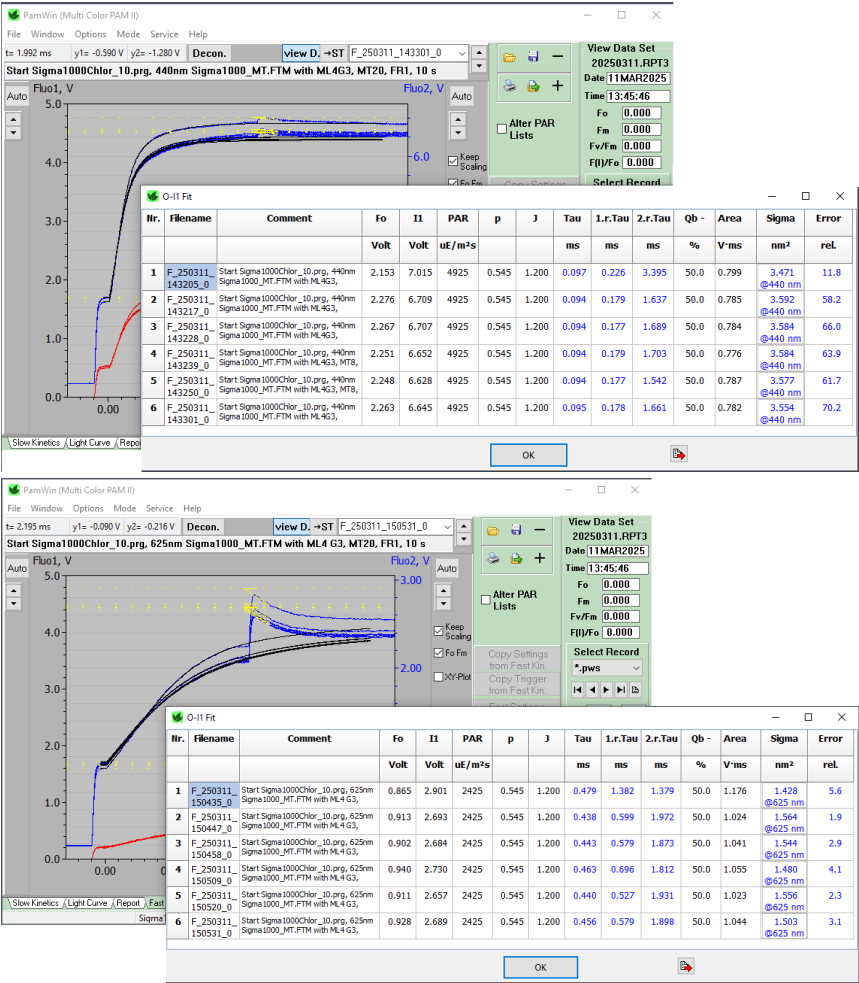 PamWin (Multi Color PAM II)
File Window Options Mode Service Help
t= 1.992 ms y1= -0.590 V y2= -1.280 V Decon. view D. →ST F_250311_143301_0
Start Sigma1000Chlor_10.prg, 440nm Sigma1000_MT.FTM with ML4G3, MT20, FR1, 10 s
Auto Fluo1, V Fluo2, V Auto
5.0
4.0
3.0
2.0
1.0
0.0
0.00
6.0
Keep Scaling
Fo Fm
Alter PAR Lists
Copy Settings
View Data Set
20250311.RPT3
Date 11MAR2025
Time 13:45:46
Fo 0.000
Fm 0.000
Fv/Fm 0.000
F(I)/Fo 0.000
Select Record
Slow Kinetics Light Curve Repo
O-I1 Fit
Nr. Filename Comment Fo I1 PAR p J Tau 1.r.Tau 2.r.Tau Qb - Area Sigma Error
Volt Volt uE/m²s ms ms ms % V·ms nm² rel.
1 F_250311_143205_0 Start Sigma1000Chlor_10.prg, 440nm Sigma1000_MT.FTM with ML4G3, 2.153 7.015 4925 0.545 1.200 0.097 0.226 3.395 50.0 0.799 3.471 @440 nm 11.8
2 F_250311_143217_0 Start Sigma1000Chlor_10.prg, 440nm Sigma1000_MT.FTM with ML4G3, 2.276 6.709 4925 0.545 1.200 0.094 0.179 1.637 50.0 0.785 3.592 @440 nm 58.2
3 F_250311_143228_0 Start Sigma1000Chlor_10.prg, 440nm Sigma1000_MT.FTM with ML4G3, 2.267 6.707 4925 0.545 1.200 0.094 0.177 1.689 50.0 0.784 3.584 @440 nm 66.0
4 F_250311_143239_0 Start Sigma1000Chlor_10.prg, 440nm Sigma1000_MT.FTM with ML4G3, MT8, 2.251 6.652 4925 0.545 1.200 0.094 0.179 1.703 50.0 0.776 3.584 @440 nm 63.9
5 F_250311_143250_0 Start Sigma1000Chlor_10.prg, 440nm Sigma1000_MT.FTM with ML4G3, MT8, 2.248 6.628 4925 0.545 1.200 0.094 0.177 1.542 50.0 0.787 3.577 @440 nm 61.7
6 F_250311_143301_0 Start Sigma1000Chlor_10.prg, 440nm Sigma1000_MT.FTM with ML4G3, 2.263 6.645 4925 0.545 1.200 0.095 0.178 1.661 50.0 0.782 3.554 @440 nm 70.2
OK
PamWin (Multi Color PAM II)
File Window Options Mode Service Help
t= 2.195 ms y1= -0.090 V y2= -0.216 V Decon. view D. →ST F_250311_150531_0
Start Sigma1000Chlor_10.prg, 625nm Sigma1000_MT.FTM with ML4 G3, MT20, FR1, 10 s
Auto Fluo1, V Fluo2, V Auto
5.0
4.0
3.0
2.0
1.0
0.0
0.00
3.00
2.00
Keep Scaling
Fo Fm
XY-Plot
Alter PAR Lists
Copy Settings from Fast Kin.
Copy Trigger from Fast Kin.
View Data Set
20250311.RPT3
Date 11MAR2025
Time 13:45:46
Fo 0.000
Fm 0.000
Fv/Fm 0.000
F(I)/Fo 0.000
Select Record
*.pws
Slow Kinetics Light Curve Report Fast
Sigma1
O-I1 Fit
Nr. Filename Comment Fo I1 PAR p J Tau 1.r.Tau 2.r.Tau Qb - Area Sigma Error
Volt Volt uE/m²s ms ms ms % V·ms nm² rel.
1 F_250311_150435_0 Start Sigma1000Chlor_10.prg, 625nm Sigma1000_MT.FTM with ML4 G3, 0.865 2.901 2425 0.545 1.200 0.479 1.382 1.379 50.0 1.176 1.428 @625 nm 5.6
2 F_250311_150447_0 Start Sigma1000Chlor_10.prg, 625nm Sigma1000_MT.FTM with ML4 G3, 0.913 2.693 2425 0.545 1.200 0.438 0.599 1.972 50.0 1.024 1.564 @625 nm 1.9
3 F_250311_150458_0 Start Sigma1000Chlor_10.prg, 625nm Sigma1000_MT.FTM with ML4 G3, 0.902 2.684 2425 0.545 1.200 0.443 0.579 1.873 50.0 1.041 1.544 @625 nm 2.9
4 F_250311_150509_0 Start Sigma1000Chlor_10.prg, 625nm Sigma1000_MT.FTM with ML4 G3, 0.940 2.730 2425 0.545 1.200 0.463 0.696 1.812 50.0 1.055 1.480 @625 nm 4.1
5 F_250311_150520_0 Start Sigma1000Chlor_10.prg, 625nm Sigma1000_MT.FTM with ML4 G3, 0.911 2.657 2425 0.545 1.200 0.440 0.527 1.931 50.0 1.023 1.556 @625 nm 2.3
6 F_250311_150531_0 Start Sigma1000Chlor_10.prg, 625nm Sigma1000_MT.FTM with ML4 G3, 0.928 2.689 2425 0.545 1.200 0.456 0.579 1.898 50.0 1.044 1.503 @625 nm 3.1
OK